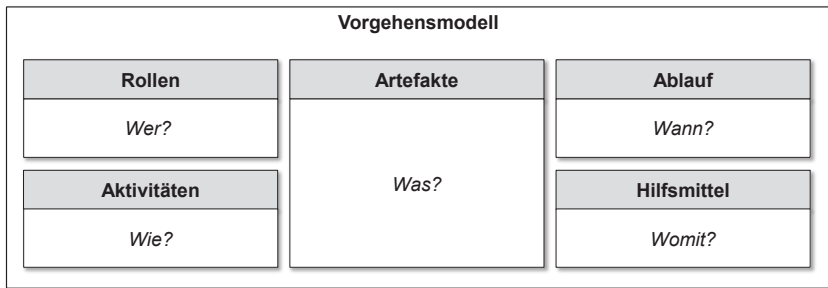 Vorgehensmodell
Rollen
Wer?
Artefakte
Was?
Ablauf
Wann?
Aktivitäten
Wie?
Hilfsmittel
Womit?